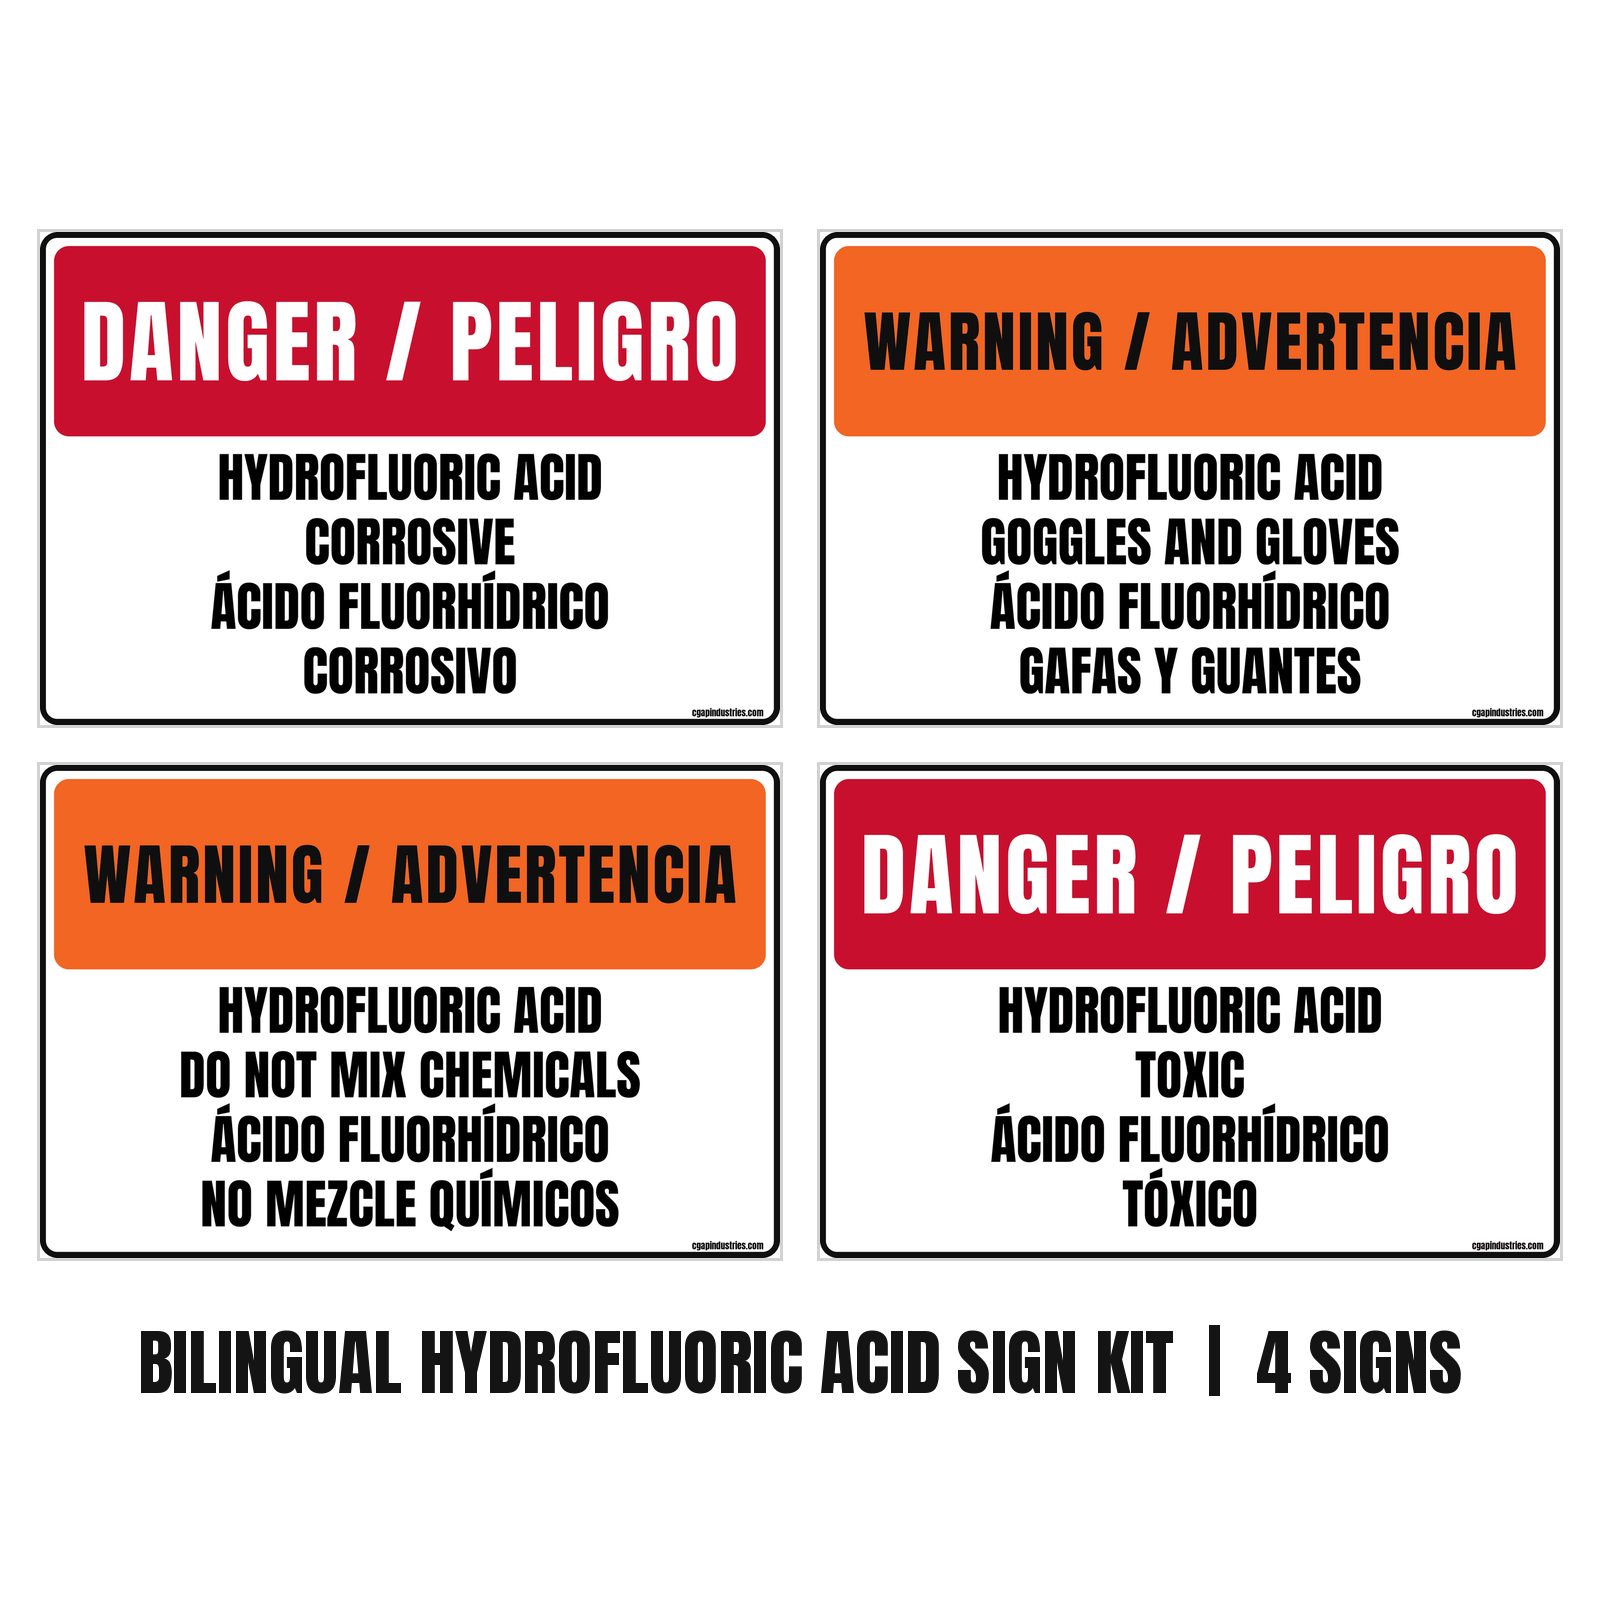 DANGER / PELIGRO
HYDROFLUORIC ACID
CORROSIVE
ÁCIDO FLUORHÍDRICO
CORROSIVO
cgapindustries.com
WARNING / ADVERTENCIA
HYDROFLUORIC ACID
GOGGLES AND GLOVES
ÁCIDO FLUORHÍDRICO
GAFAS Y GUANTES
cgapindustries.com
WARNING / ADVERTENCIA
HYDROFLUORIC ACID
DO NOT MIX CHEMICALS
ÁCIDO FLUORHÍDRICO
NO MEZCLE QUÍMICOS
cgapindustries.com
DANGER / PELIGRO
HYDROFLUORIC ACID
TOXIC
ÁCIDO FLUORHÍDRICO
TÓXICO
cgapindustries.com
BILINGUAL HYDROFLUORIC ACID SIGN KIT | 4 SIGNS